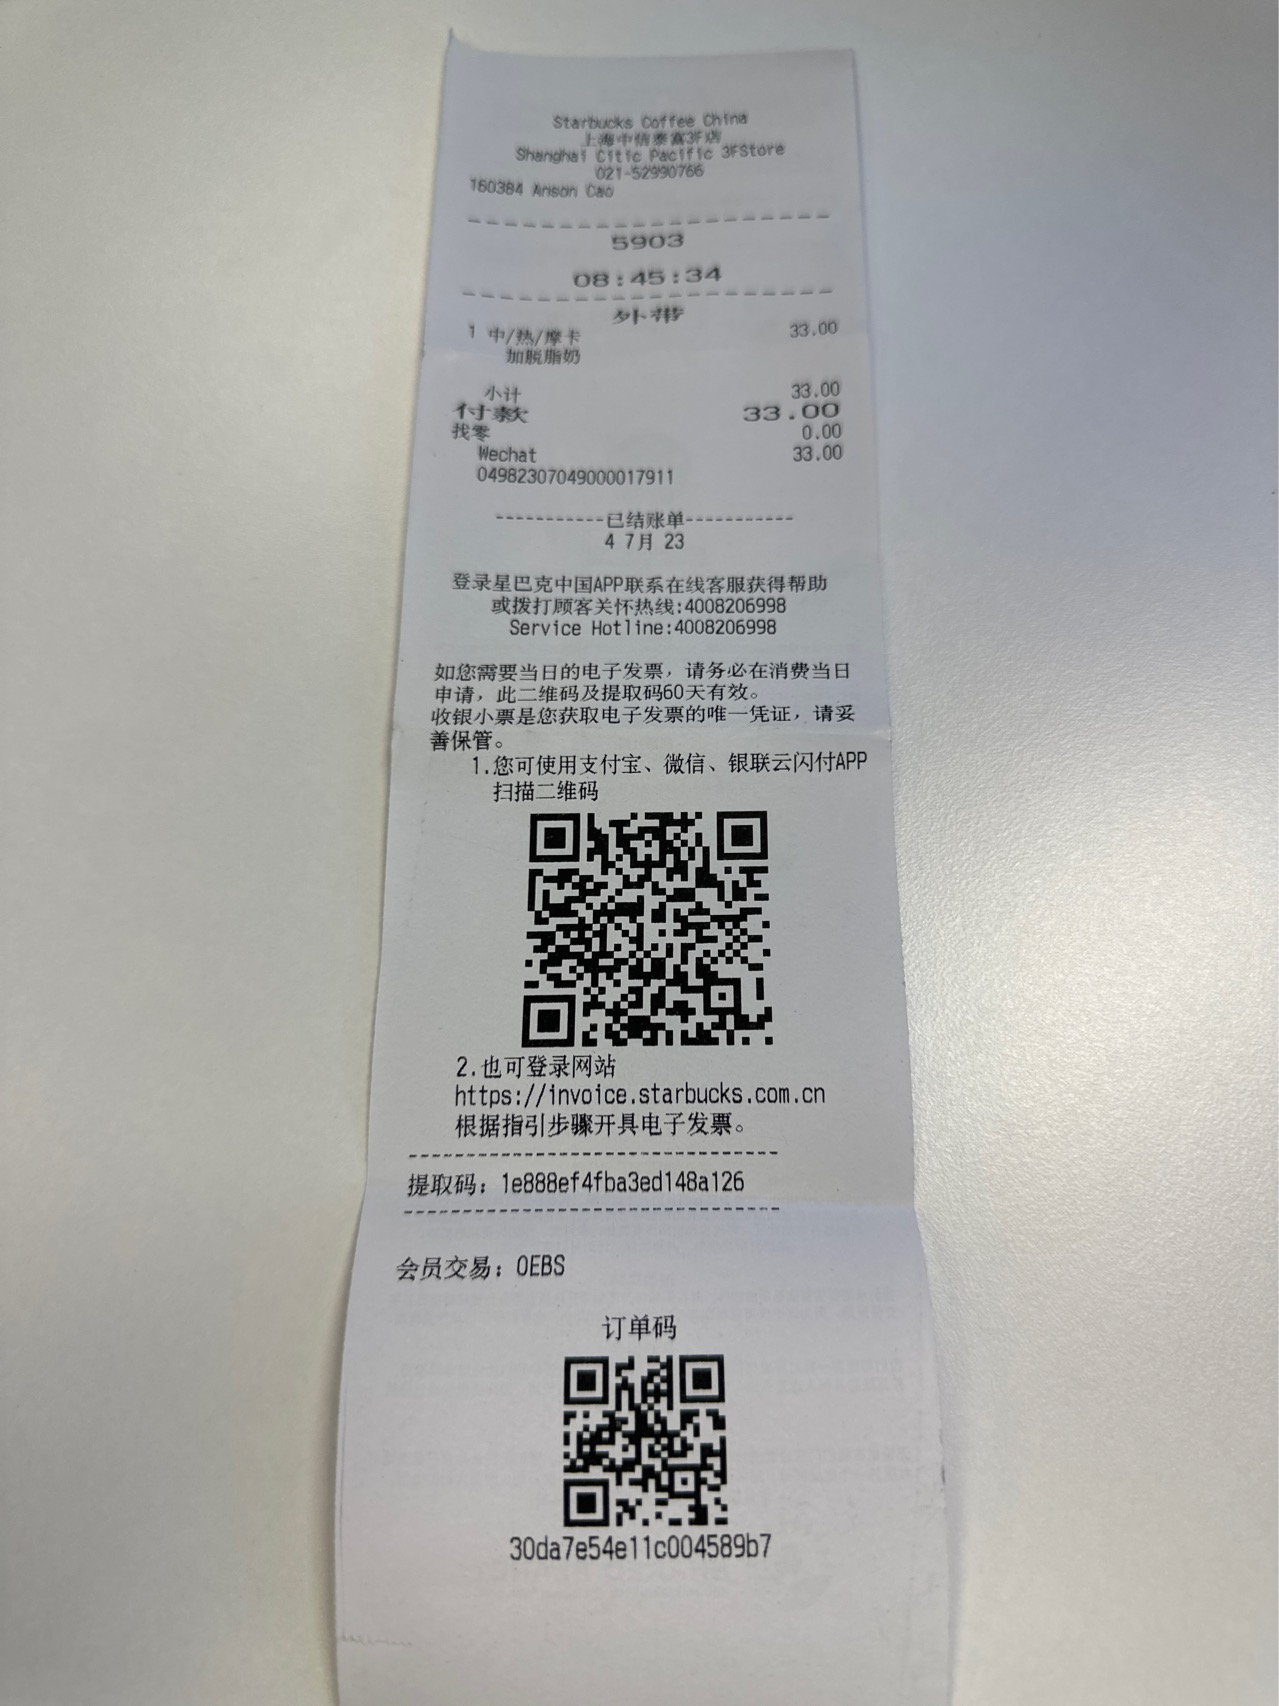 Starbucks Coffee China
上海中信泰富3F店
Shanghai Citic Pacific 3FStore
021-52990766
160384 Anson Cao
5903
08:45:34
外带
1 中/热/摩卡 33.00
加脱脂奶
小计 33.00
付款 33.00
找零 0.00
Wechat 33.00
04982307049000017911
-----------已结账单-----------
4 7月 23
登录星巴克中国APP联系在线客服获得帮助
或拨打顾客关怀热线:4008206998
Service Hotline:4008206998
如您需要当日的电子发票，请务必在消费当日
申请，此二维码及提取码60天有效。
收银小票是您获取电子发票的唯一凭证，请妥
善保管。
1.您可使用支付宝、微信、银联云闪付APP
扫描二维码
2.也可登录网站
https://invoice.starbucks.com.cn
根据指引步骤开具电子发票。
提取码：1e888ef4fba3ed148a126
会员交易：OEBS
订单码
30da7e54e11c004589b7